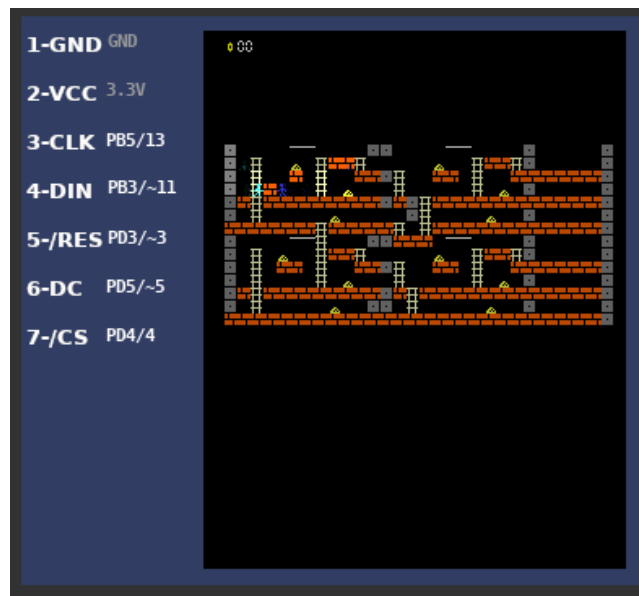 1-GND GND
2-VCC 3.3V
3-CLK PB5/13
4-DIN PB3/~11
5-/RES PD3/~3
6-DC PD5/~5
7-/CS PD4/4
00